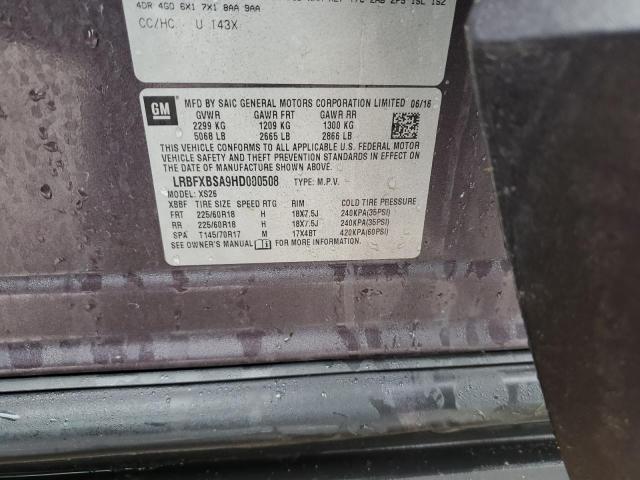 4DR 4G0 6X1 7X1 8AA 9AA
CC/HC U 143X
GM
MFD BY SAIC GENERAL MOTORS CORPORATION LIMITED 06/16
GVWR GAWR FRT GAWR RR
2299 KG 1209 KG 1300 KG
5068 LB 2665 LB 2866 LB
THIS VEHICLE CONFORMS TO ALL APPLICABLE U.S. FEDERAL MOTOR
VEHICLE SAFETY, BUMPER, AND THEFT PREVENTION STANDARDS IN EFFECT ON
THE DATE OF MANUFACTURE SHOWN ABOVE.
LRBFXBSA9HD000508 TYPE: M.P.V.
MODEL: XS26
XBBF TIRE SIZE SPEED RTG RIM COLD TIRE PRESSURE
FRT 225/60R18 H 18X7.5J 240KPA(35PSI)
RR 225/60R18 H 18X7.5J 240KPA(35PSI)
SPA T145/70R17 M 17X4BT 420KPA(60PSI)
SEE OWNER'S MANUAL FOR MORE INFORMATION.